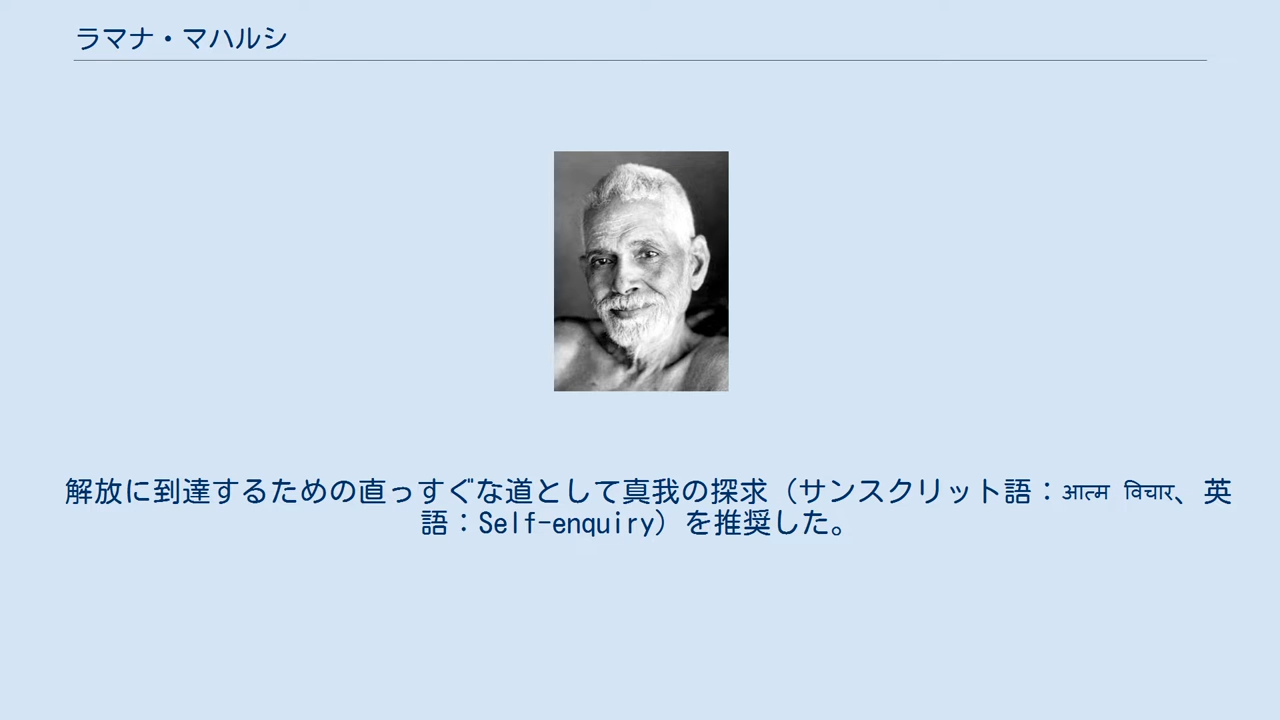 ラマナ・マハルシ
解放に到達するための直っすぐな道として真我の探求（サンスクリット語：आत्म विचार、英
語：Self-enquiry）を推奨した。